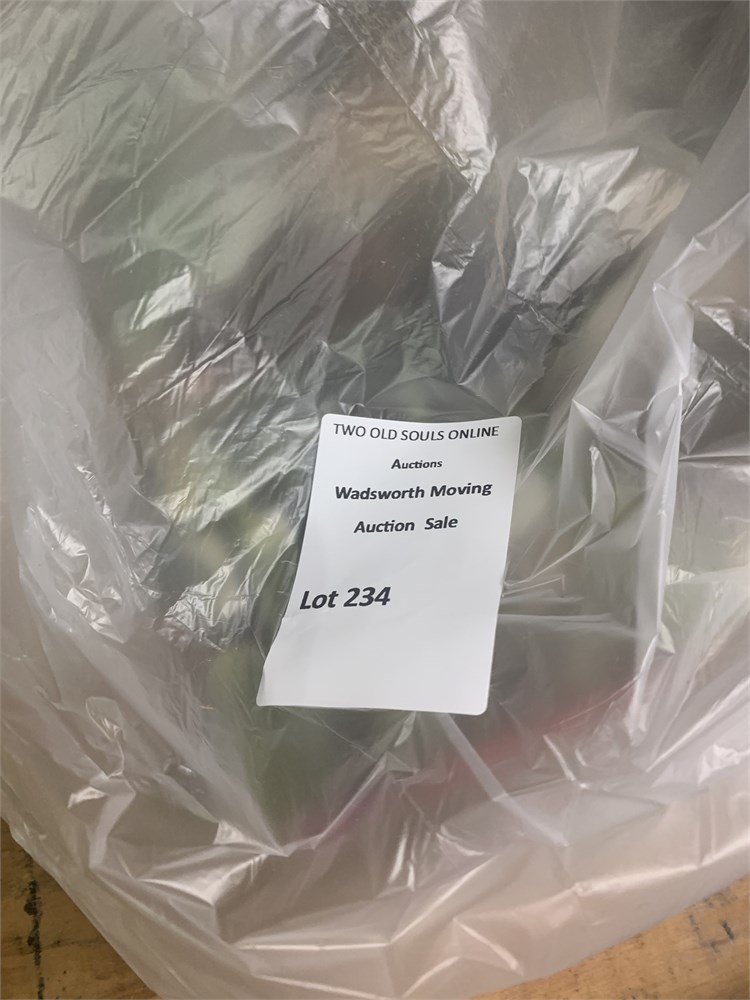 TWO OLD SOULS ONLINE
Auctions
Wadsworth Moving
Auction Sale
Lot 234